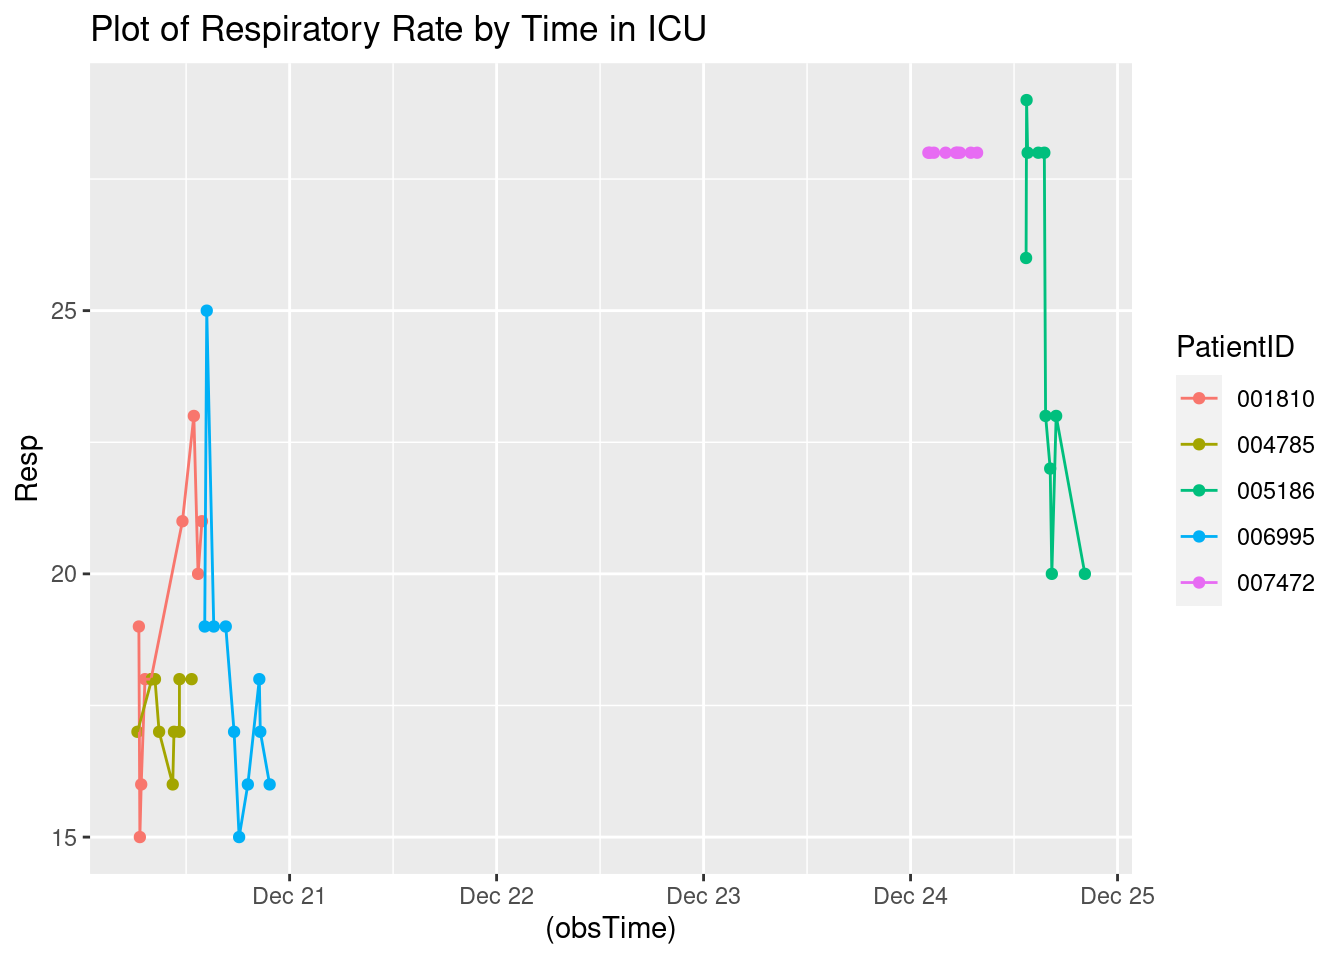 Plot of Respiratory Rate by Time in ICU
Resp
25
20
15
Dec 21 Dec 22 Dec 23 Dec 24 Dec 25
(obsTime)
PatientID
001810
004785
005186
006995
007472